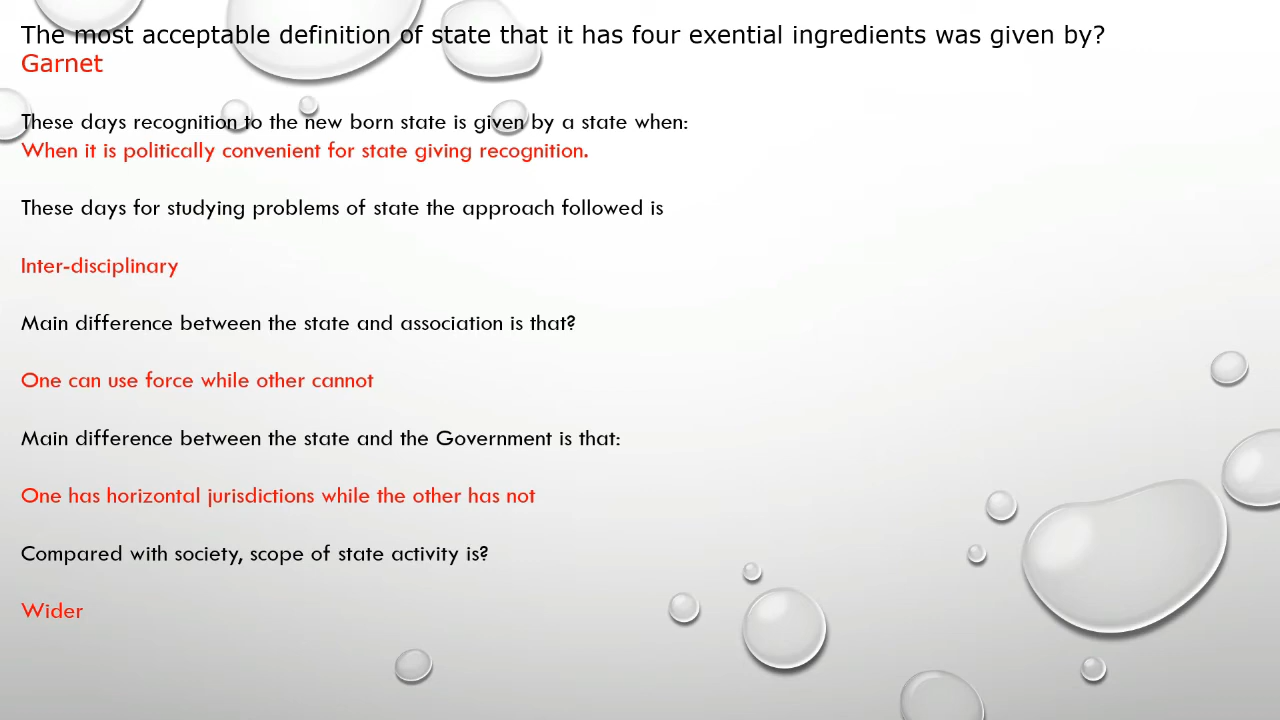 The most acceptable definition of state that it has four exential ingredients was given by?
Garnet
These days recognition to the new born state is given by a state when:
When it is politically convenient for state giving recognition.
These days for studying problems of state the approach followed is
Inter-disciplinary
Main difference between the state and association is that?
One can use force while other cannot
Main difference between the state and the Government is that:
One has horizontal jurisdictions while the other has not
Compared with society, scope of state activity is?
Wider